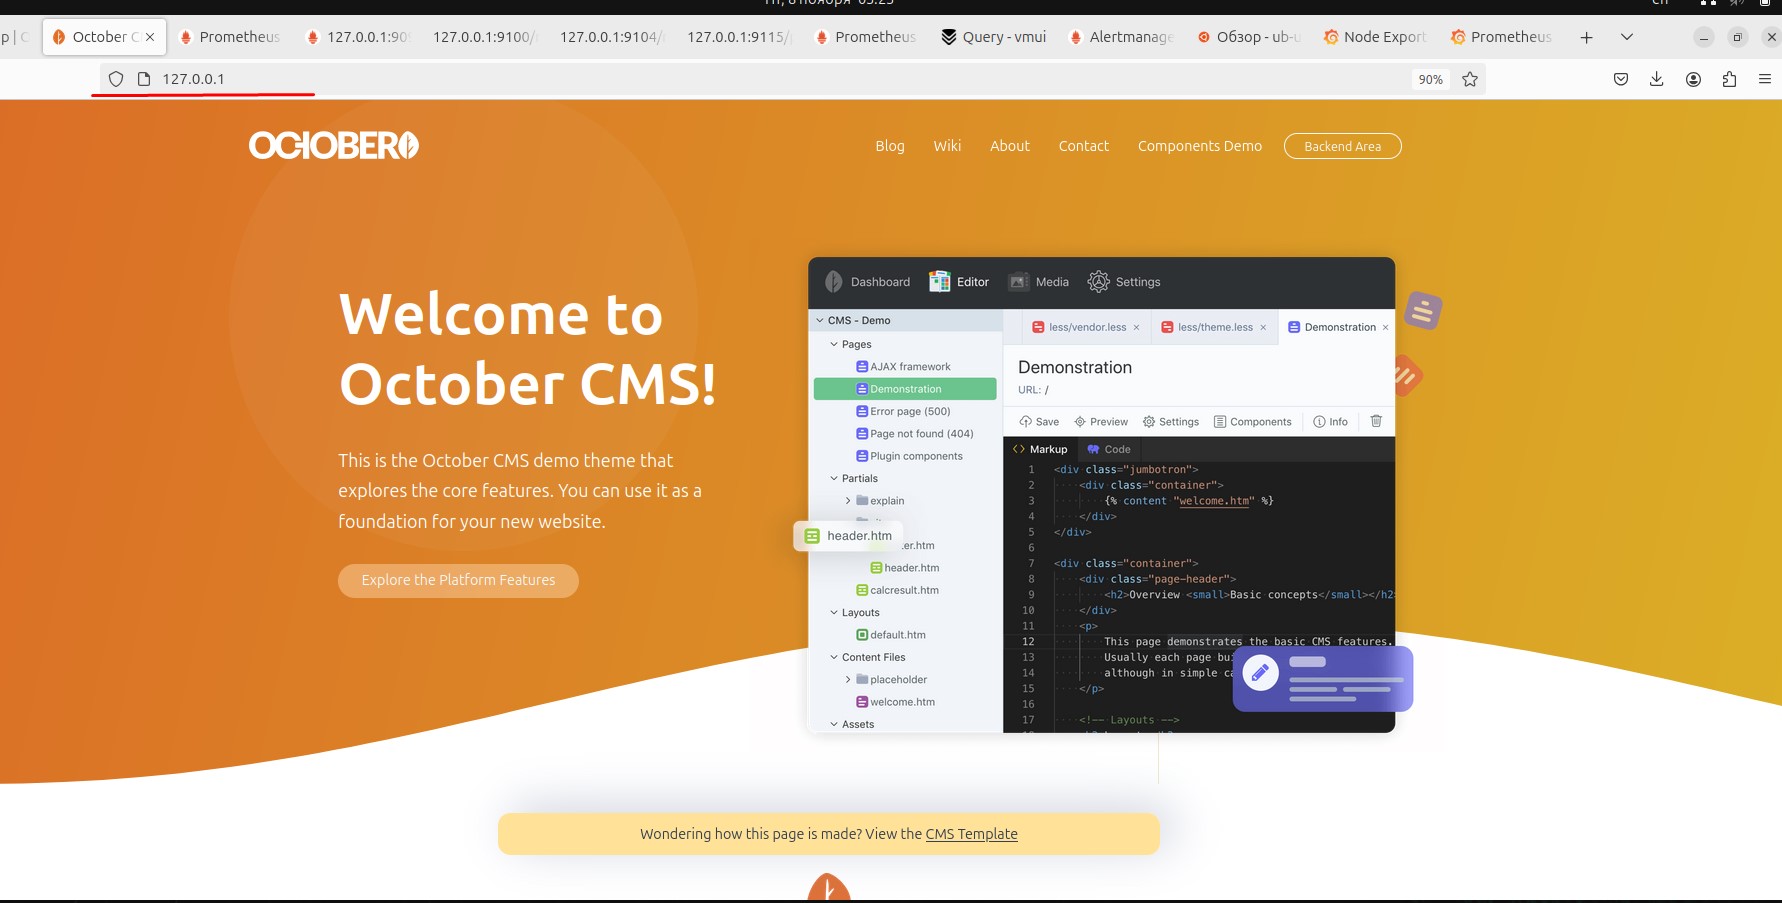 Пт, 8 ноября 05:25
en
p | O
October C
Prometheus
127.0.0.1:909
127.0.0.1:9100/
127.0.0.1:9104/
127.0.0.1:9115/
Prometheus
Query - vmui
Alertmanage
Обзор - ub-u
Node Export
Prometheus
127.0.0.1
90%
OCTOBER
Blog
Wiki
About
Contact
Components Demo
Backend Area
Welcome to
October CMS!
This is the October CMS demo theme that
explores the core features. You can use it as a
foundation for your new website.
Explore the Platform Features
Dashboard
Editor
Media
Settings
CMS - Demo
Pages
AJAX framework
Demonstration
Error page (500)
Page not found (404)
Plugin components
Partials
explain
header.htm
ter.htm
header.htm
calcresult.htm
Layouts
default.htm
Content Files
placeholder
welcome.htm
Assets
less/vendor.less
less/theme.less
Demonstration
Demonstration
URL: /
Save
Preview
Settings
Components
Info
Markup
Code
1 <div class="jumbotron">
2 <div class="container">
3 {% content "welcome.htm" %}
4 </div>
5 </div>
6
7 <div class="container">
8 <div class="page-header">
9 <h2>Overview <small>Basic concepts</small></h2
10 </div>
11 <p>
12 This page demonstrates the basic CMS features.
13 Usually each page bui
14 although in simple ca
15 </p>
16
17 <!-- Layouts -->
Wondering how this page is made? View the CMS Template